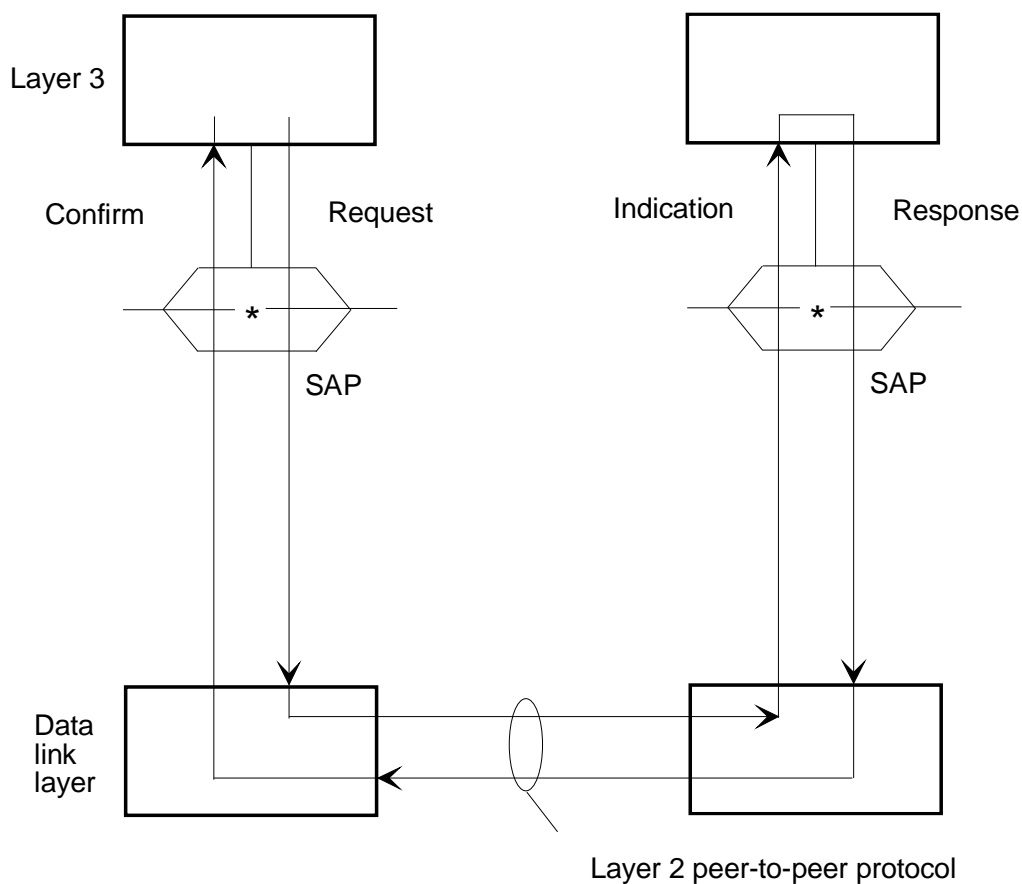 Layer 3
Confirm
Request
Indication
Response
*
*
SAP
SAP
Data
link
layer
Layer 2 peer-to-peer protocol